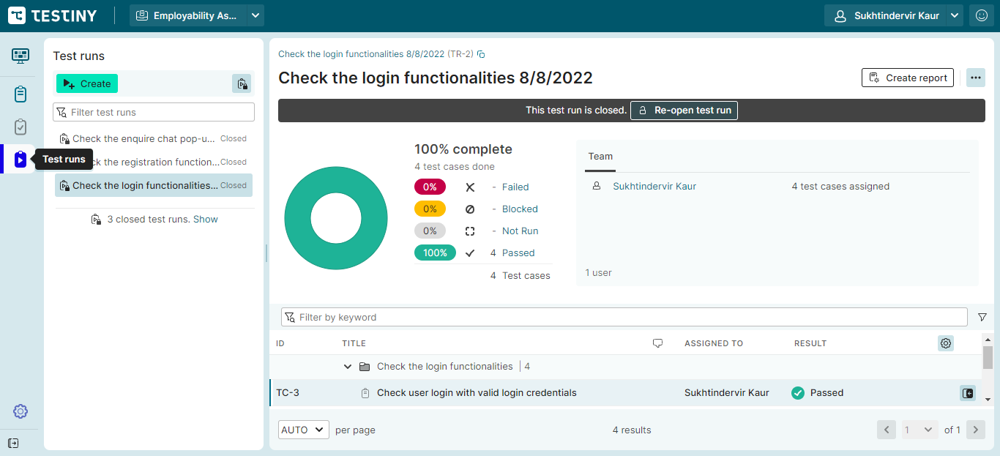 TESTINY
Employability As...
Sukhtindervir Kaur
Test runs
Create
Filter test runs
Check the enquire chat pop-u... Closed
ck the registration function... Closed
Test runs
Check the login functionalities... Closed
3 closed test runs. Show
Check the login functionalities 8/8/2022 (TR-2)
Check the login functionalities 8/8/2022
Create report
This test run is closed. Re-open test run
100% complete
4 test cases done
0% - Failed
0% - Blocked
0% - Not Run
100% 4 Passed
4 Test cases
Team
Sukhtindervir Kaur 4 test cases assigned
1 user
Filter by keyword
ID TITLE ASSIGNED TO RESULT
Check the login functionalities 4
TC-3 Check user login with valid login credentials Sukhtindervir Kaur Passed
AUTO per page 4 results 1 of 1